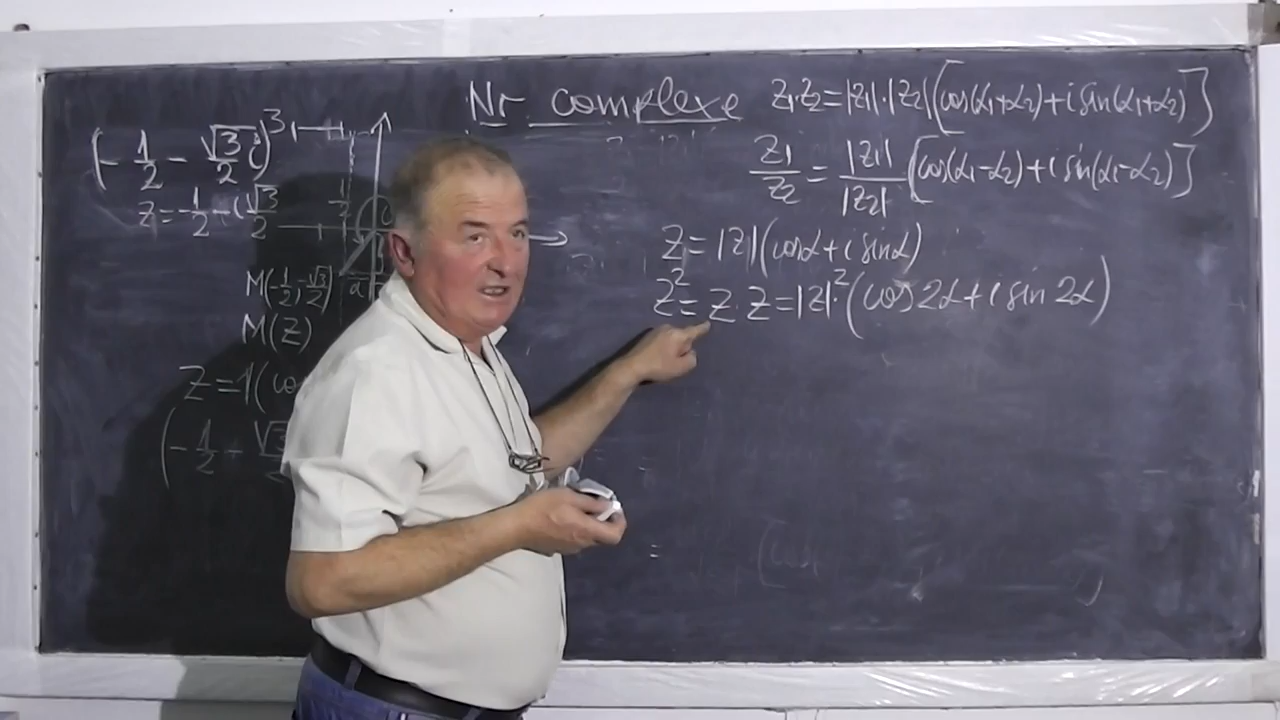 Nr complexe
(-1/2 - √3/2 i)³
z = -1/2 - i√3/2
M(-1/2, -√3/2)
M(z)
z = 1(co
(-1/2 - √3
z₁·z₂ = |z₁|·|z₂|[cos(α₁+α₂)+i sin(α₁+α₂)]
z₁/z₂ = |z₁|/|z₂| [cos(α₁-α₂)+i sin(α₁-α₂)]
z = |z|(cosα+i sinα)
z² = z·z = |z|²(cos 2α+i sin 2α)